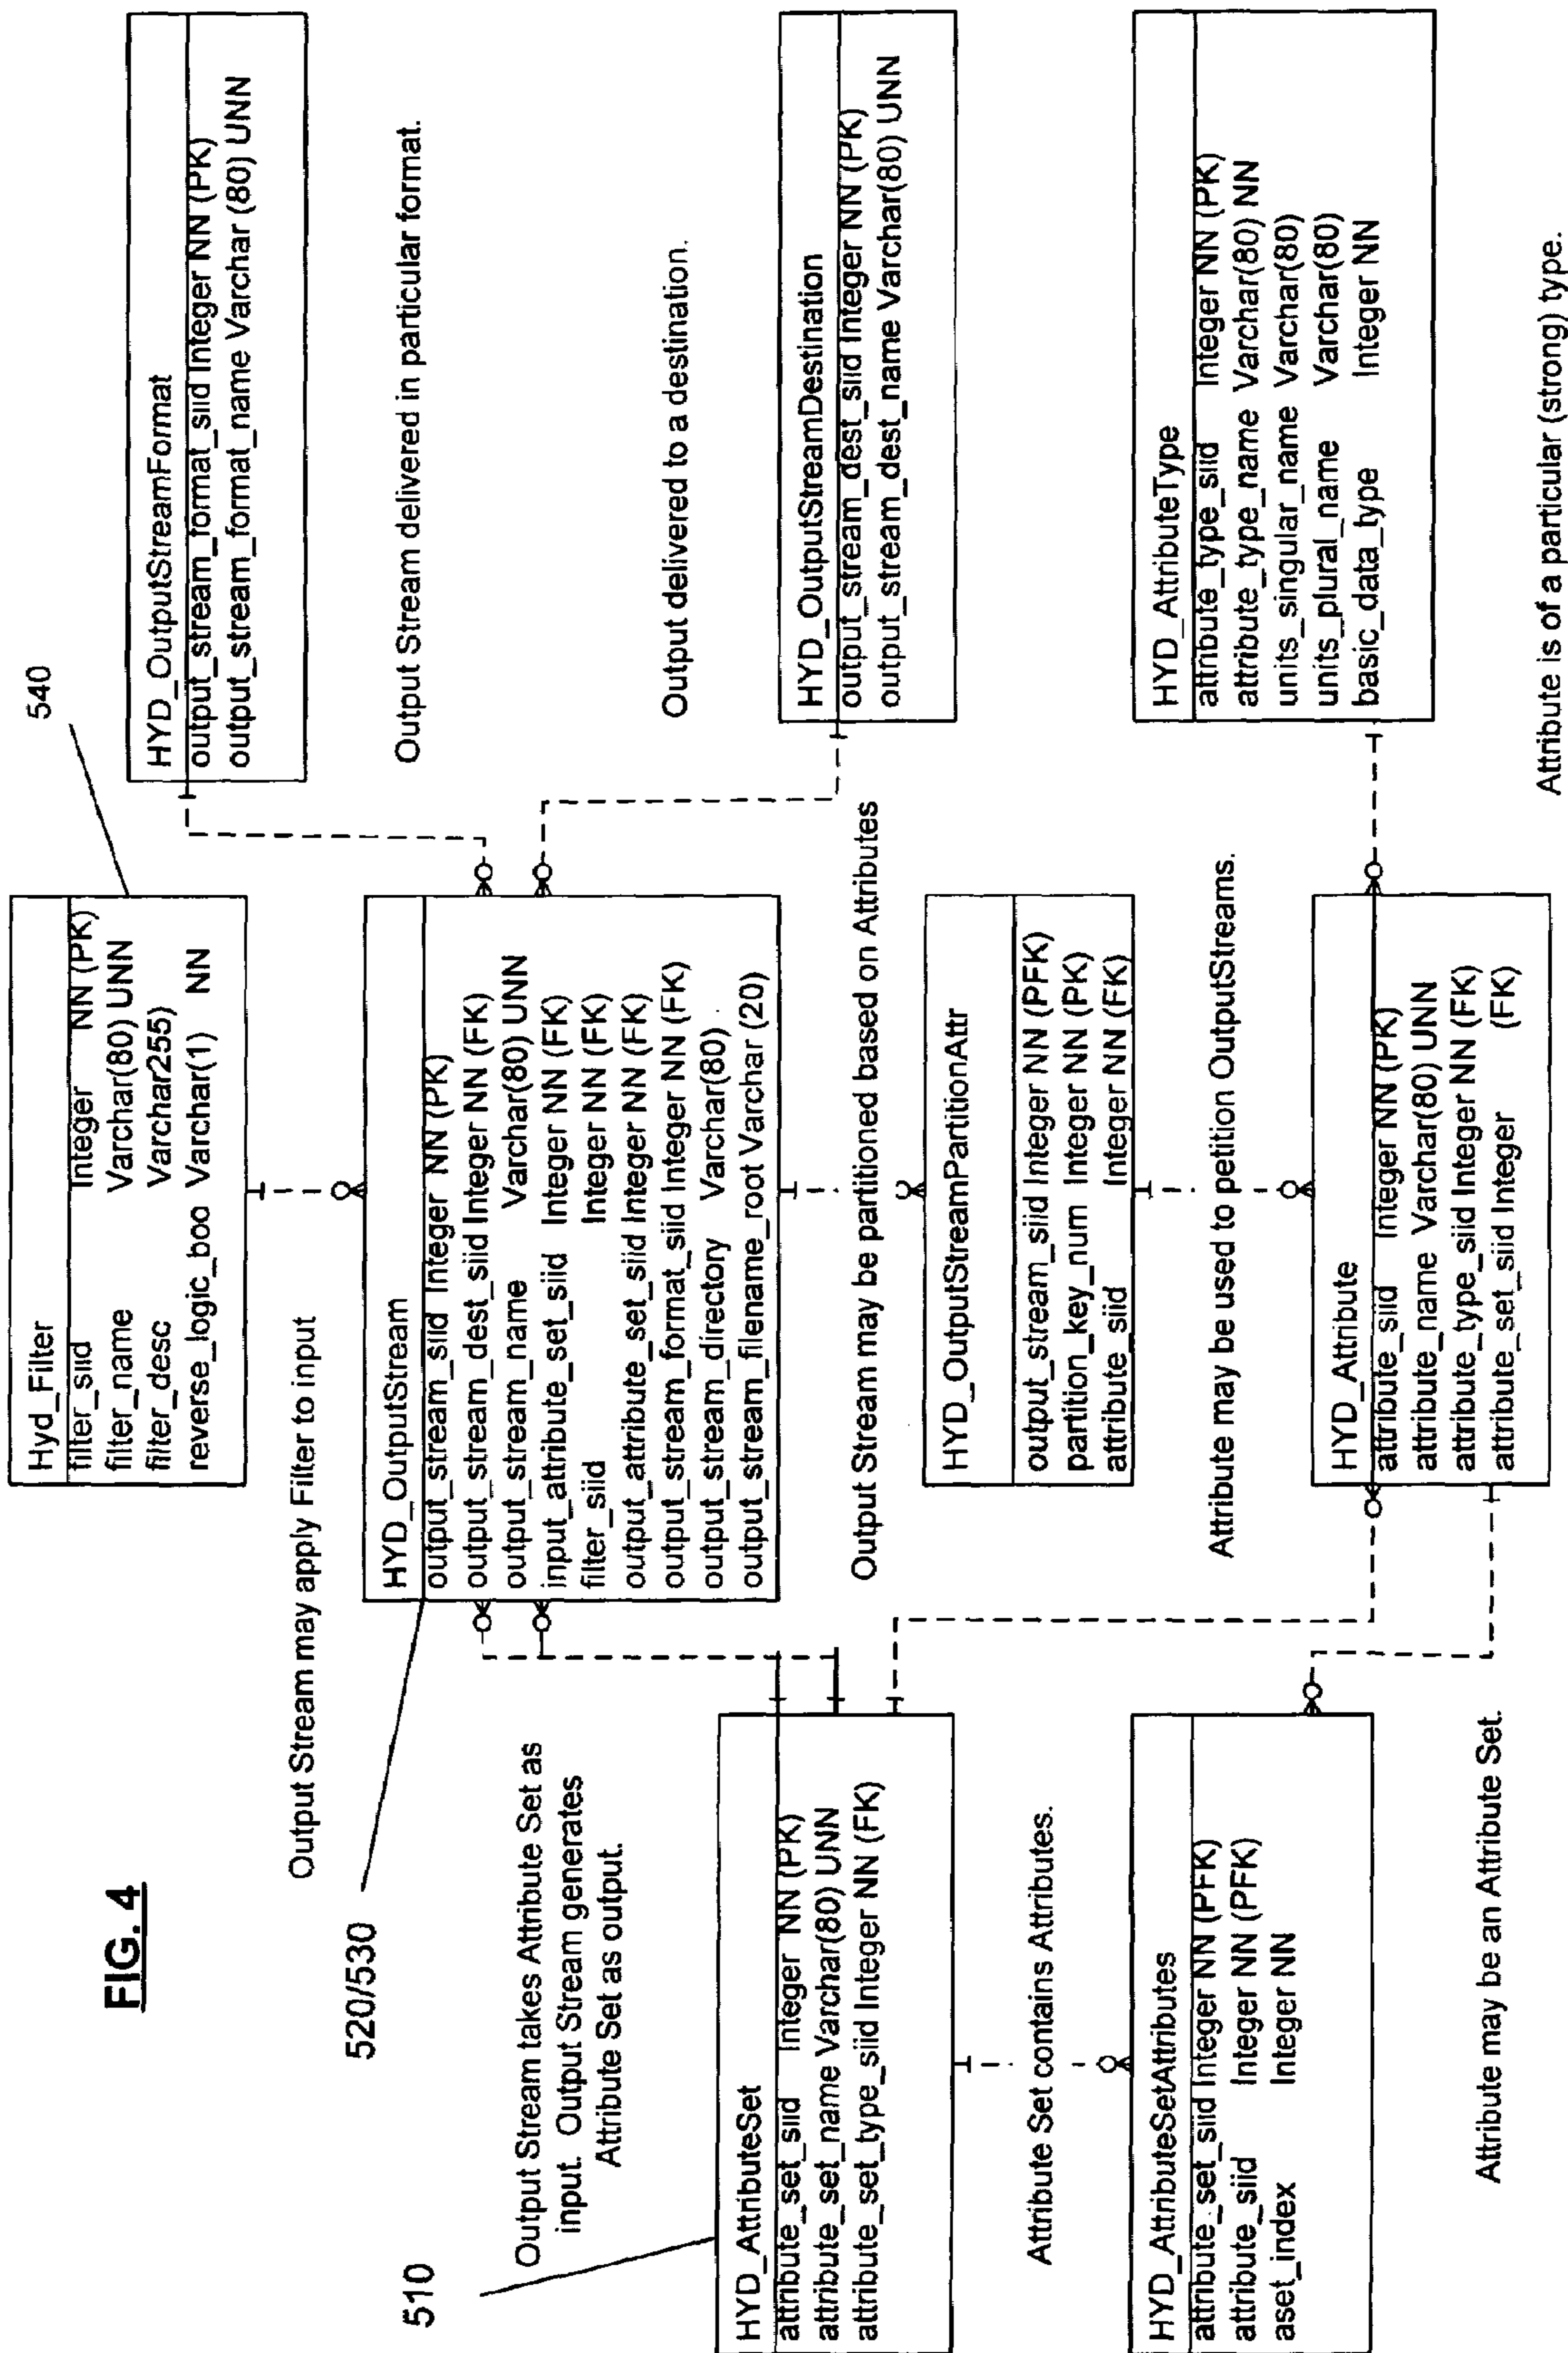 FIG. 4
540
Hyd_Filter
filter_siid Integer NN (PK)
filter_name Varchar(80) UNN
filter_desc Varchar255)
reverse_logic_boo Varchar(1) NN
HYD_OutputStreamFormat
output_stream_format_siid Integer NN (PK)
output_stream_format_name Varchar (80) UNN
Output Stream may apply Filter to input
Output Stream delivered in particular format.
520/530
HYD_OutputStream
output_stream_siid Integer NN (PK)
output_stream_dest_siid Integer NN (FK)
output_stream_name Varchar(80) UNN
input_attribute_set_siid Integer NN (FK)
filter_siid Integer NN (FK)
output_attribute_set_siid Integer NN (FK)
output_stream_format_siid Integer NN (FK)
output_stream_directory Varchar(80)
output_stream_filename_root Varchar (20)
Output Stream takes Attribute Set as
input. Output Stream generates
Attribute Set as output.
Output delivered to a destination.
510
HYD_AttributeSet
attribute_set_siid Integer NN (PK)
attribute_set_name Varchar(80) UNN
attribute_set_type_siid Integer NN (FK)
Output Stream may be partitioned based on Attributes
HYD_OutputStreamDestination
output_stream_dest_siid Integer NN (PK)
output_stream_dest_name Varchar(80) UNN
HYD_OutputStreamPartitionAttr
output_stream_siid Integer NN (PFK)
partition_key_num Integer NN (PK)
attribute_siid Integer NN (FK)
Attribute Set contains Attributes.
Attribute may be used to petition OutputStreams.
HYD_AttributeSetAttributes
attribute_set_siid Integer NN (PFK)
attribute_siid Integer NN (PFK)
aset_index Integer NN
HYD_Attribute
attribute_siid Integer NN (PK)
attribute_name Varchar(80) UNN
attribute_type_siid Integer NN (FK)
attribute_set_siid Integer (FK)
HYD_AttributeType
attribute_type_siid Integer NN (PK)
attribute_type_name Varchar(80) NN
units_singular_name Varchar(80)
units_plural_name Varchar(80)
basic_data_type Integer NN
Attribute may be an Attribute Set.
Attribute is of a particular (strong) type.